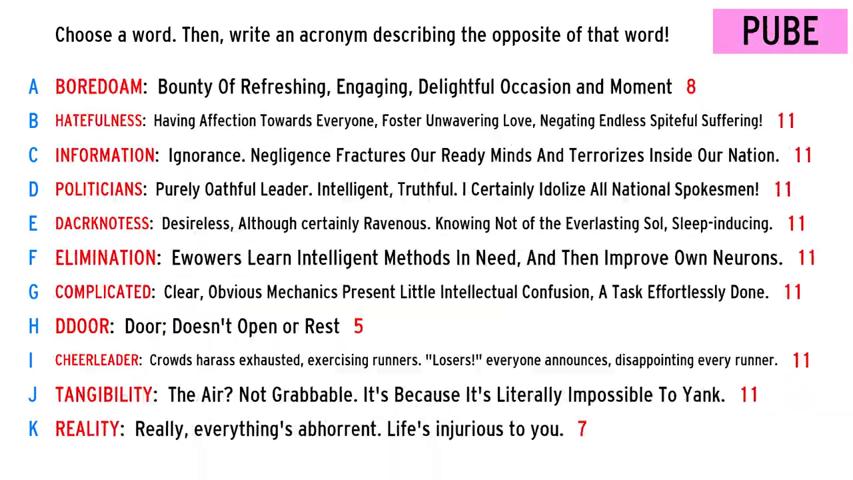 Choose a word. Then, write an acronym describing the opposite of that word!
PUBE
A BOREDOAM: Bounty Of Refreshing, Engaging, Delightful Occasion and Moment 8
B HATEFULNESS: Having Affection Towards Everyone, Foster Unwavering Love, Negating Endless Spiteful Suffering! 11
C INFORMATION: Ignorance. Negligence Fractures Our Ready Minds And Terrorizes Inside Our Nation. 11
D POLITICIANS: Purely Oathful Leader. Intelligent, Truthful. I Certainly Idolize All National Spokesmen! 11
E DACRKNOTESS: Desireless, Although certainly Ravenous. Knowing Not of the Everlasting Sol, Sleep-inducing. 11
F ELIMINATION: Ewowers Learn Intelligent Methods In Need, And Then Improve Own Neurons. 11
G COMPLICATED: Clear, Obvious Mechanics Present Little Intellectual Confusion, A Task Effortlessly Done. 11
H DDOOR: Door; Doesn't Open or Rest 5
I CHEERLEADER: Crowds harass exhausted, exercising runners. "Losers!" everyone announces, disappointing every runner. 11
J TANGIBILITY: The Air? Not Grabbable. It's Because It's Literally Impossible To Yank. 11
K REALITY: Really, everything's abhorrent. Life's injurious to you. 7